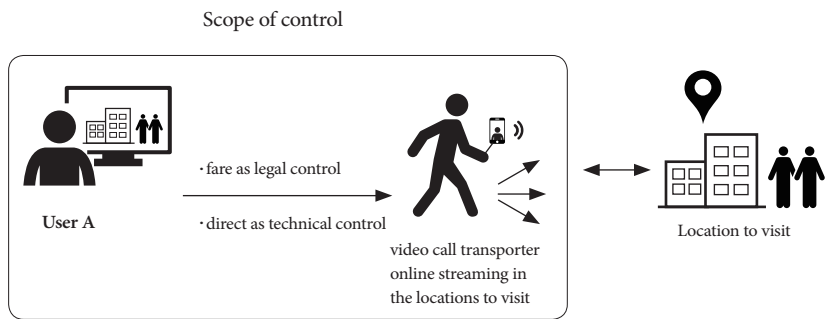 Scope of control
· fare as legal control
User A
· direct as technical control
video call transporter
online streaming in
the locations to visit
Location to visit